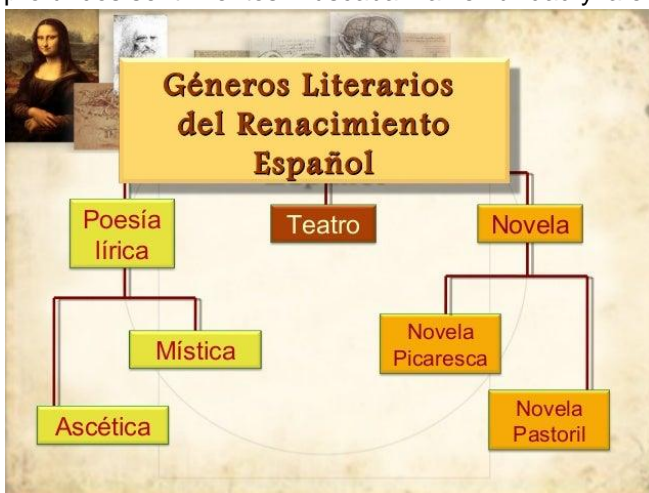 Géneros Literarios
del Renacimiento
Español
Poesía
lírica
Teatro
Novela
Mística
Novela
Picaresca
Ascética
Novela
Pastoril